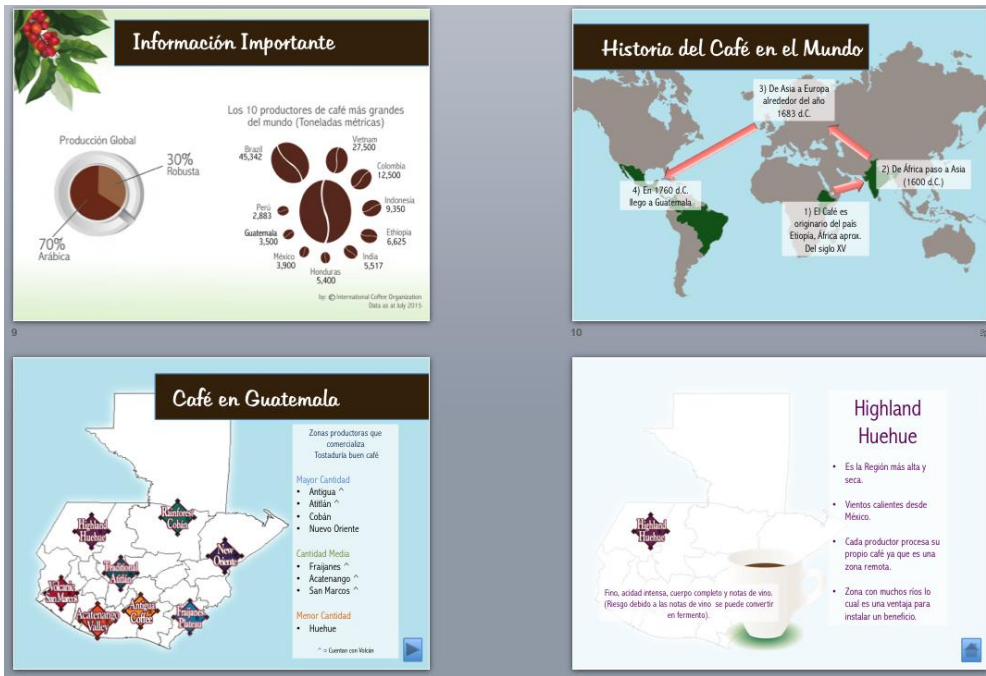 Información Importante
Los 10 productores de café más grandes
del mundo (Toneladas métricas)
Producción Global
30%
Robusta
70%
Arábica
Brazil
45,342
Vietnam
27,500
Colombia
12,500
Indonesia
9,350
Ethiopia
6,625
India
5,517
Honduras
5,400
México
3,900
Guatemala
3,500
Perú
2,883
by: © International Coffee Organization
Data as at July 2015
9
Historia del Café en el Mundo
3) De Asia a Europa
alrededor del año
1683 d.C.
2) De África paso a Asia
(1600 d.C.)
4) En 1760 d.C.
llego a Guatemala
1) El Café es
originario del país
Etiopía, África aprox.
Del siglo XV
10
Café en Guatemala
Zonas productoras que
comercializa
Tostaduría buen café
Mayor Cantidad
• Antigua ^
• Atitlán ^
• Cobán
• Nuevo Oriente
Cantidad Media
• Fraijanes ^
• Acatenango ^
• San Marcos ^
Menor Cantidad
• Huehue
^ = Cuentan con Volcán
Highland
Huehue
Rainforest
Cobán
New
Oriente
Traditional
Atitlán
Volcanic
San Marcos
Acatenango
Valley
Antigua
Coffee
Fraijanes
Plateau
Highland
Huehue
• Es la Región más alta y
seca.
• Vientos calientes desde
México.
• Cada productor procesa su
propio café ya que es una
zona remota.
• Zona con muchos ríos lo
cual es una ventaja para
instalar un beneficio.
Highland
Huehue
Fino, acidad intensa, cuerpo completo y notas de vino.
(Riesgo debido a las notas de vino se puede convertir
en fermento).